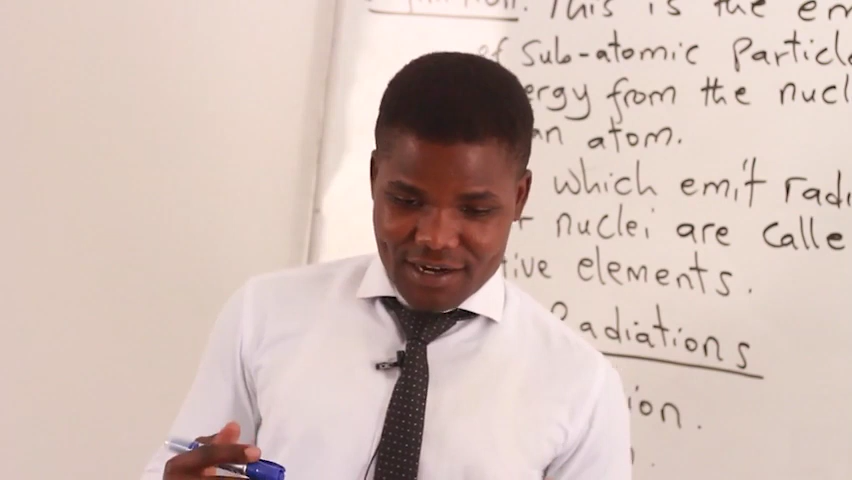 This is the em
of sub-atomic Particle
ergy from the nucl
an atom.
which emit radi
nuclei are calle
tive elements.
Radiations
ion.